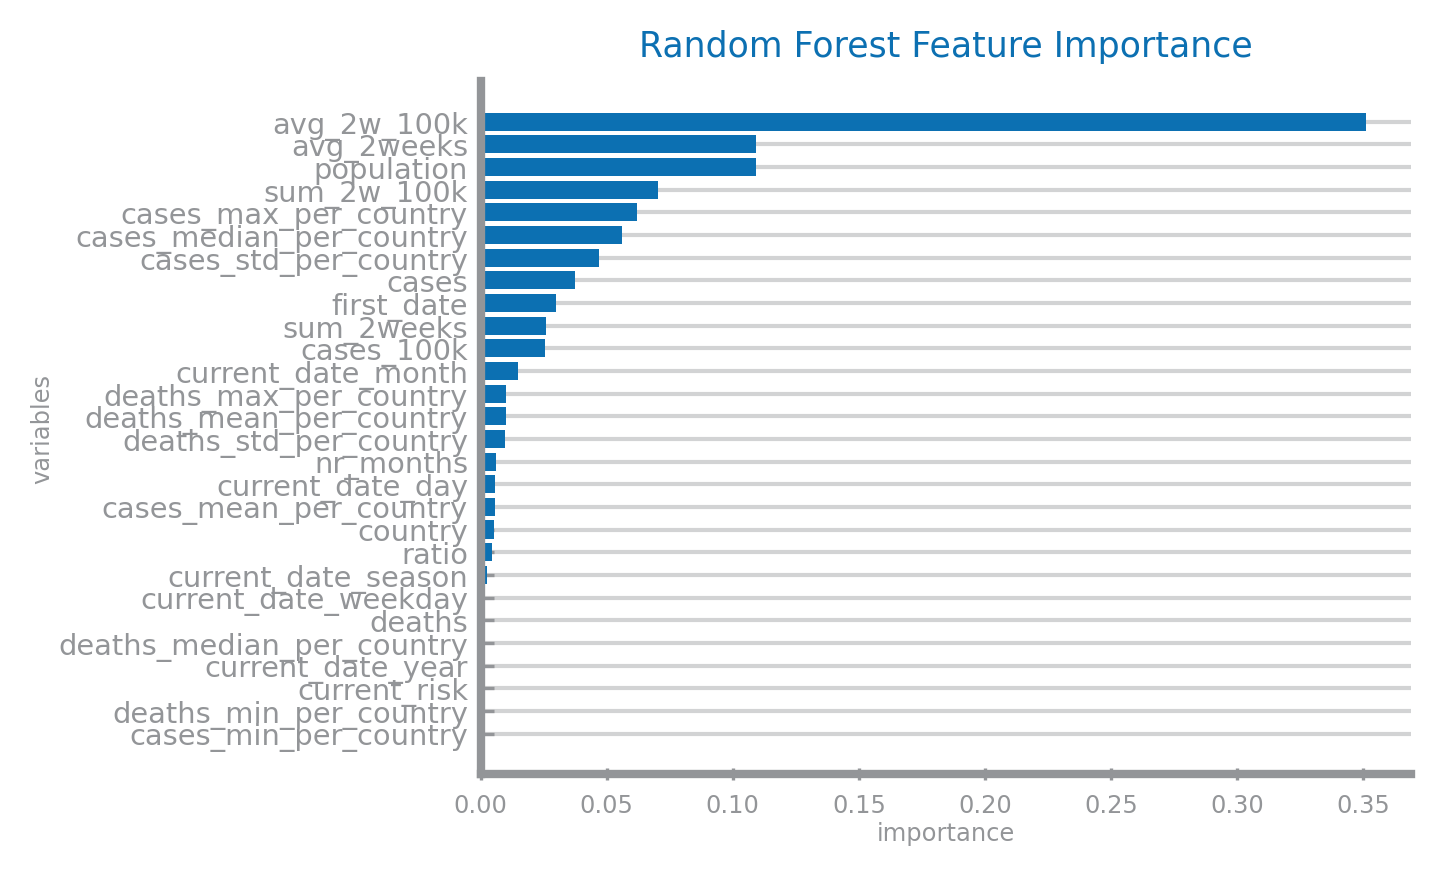 Random Forest Feature Importance
avg_2w_100k
avg_2weeks
population
sum_2w_100k
cases_max_per_country
cases_median_per_country
cases_std_per_country
cases
first_date
sum_2weeks
cases_100k
current_date_month
deaths_max_per_country
deaths_mean_per_country
deaths_std_per_country
nr_months
current_date_day
cases_mean_per_country
country
ratio
current_date_season
current_date_weekday
deaths
deaths_median_per_country
current_date_year
current_risk
deaths_min_per_country
cases_min_per_country
variables
0.00 0.05 0.10 0.15 0.20 0.25 0.30 0.35
importance